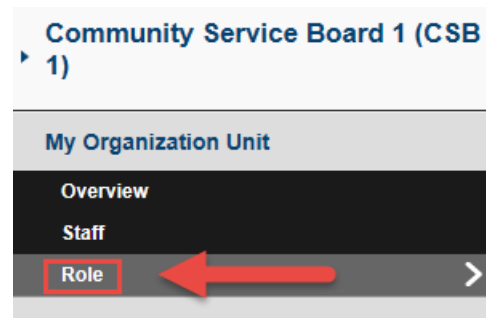 Community Service Board 1 (CSB
1)
My Organization Unit
Overview
Staff
Role